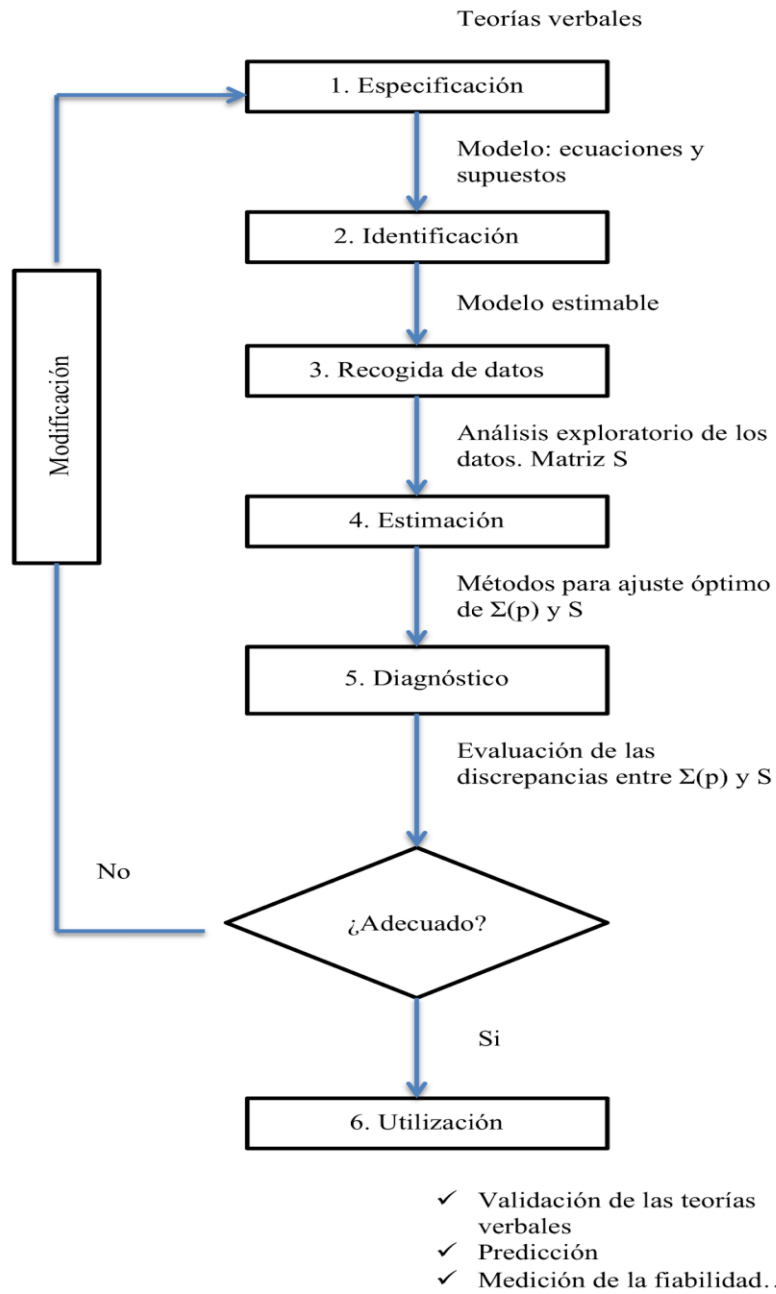 Teorías verbales
1. Especificación
Modelo: ecuaciones y
supuestos
2. Identificación
Modelo estimable
3. Recogida de datos
Modificación
Análisis exploratorio de los
datos. Matriz S
4. Estimación
Métodos para ajuste óptimo
de Σ(p) y S
5. Diagnóstico
Evaluación de las
discrepancias entre Σ(p) y S
No
¿Adecuado?
Si
6. Utilización
✓ Validación de las teorías
verbales
✓ Predicción
✓ Medición de la fiabilidad..